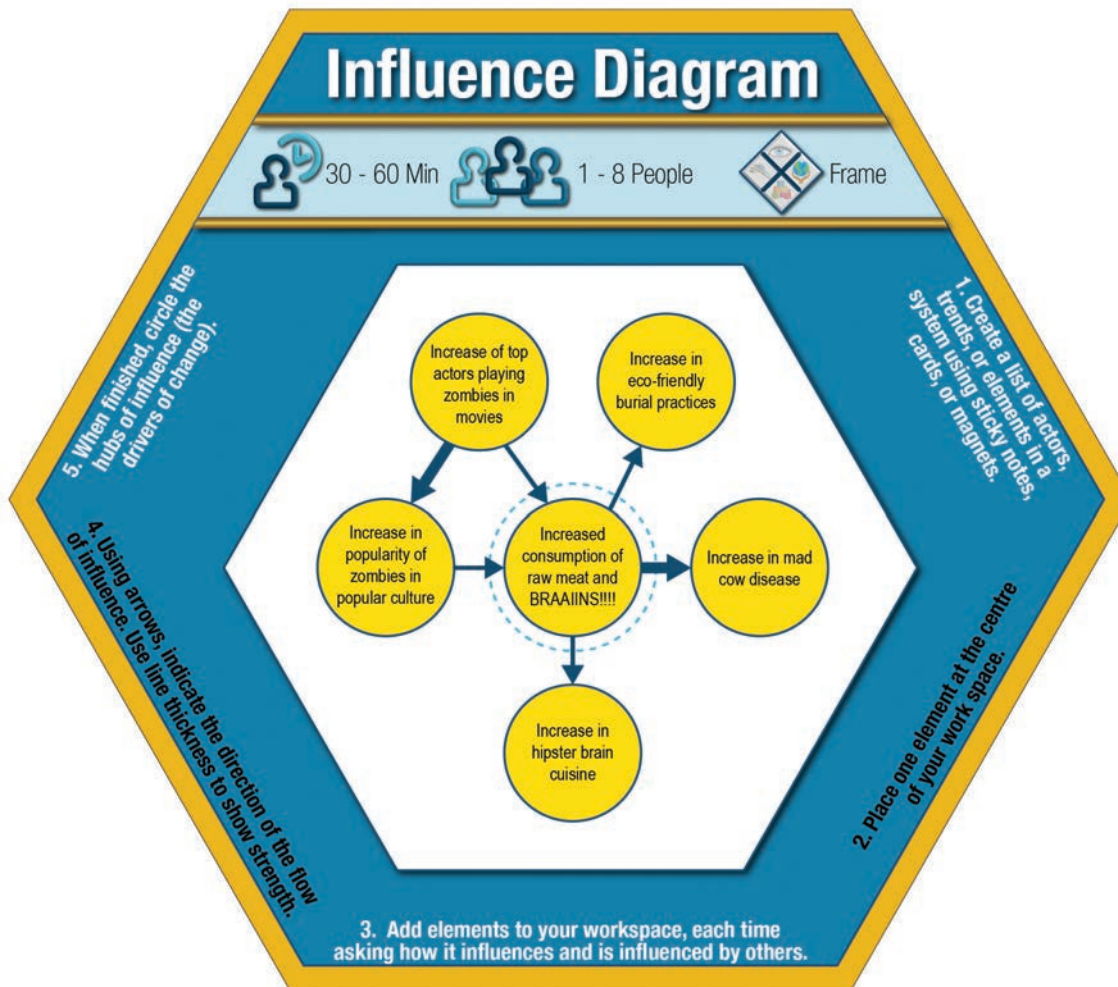 Influence Diagram
30 - 60 Min
1 - 8 People
Frame
1. Create a list of actors,
trends, or elements in a
system using sticky notes,
cards, or magnets.
2. Place one element at the centre
of your work space.
3. Add elements to your workspace, each time
asking how it influences and is influenced by others.
4. Using arrows, indicate the direction of the flow
of influence. Use line thickness to show strength.
5. When finished, circle the
hubs of influence (the
drivers of change).
Increase of top
actors playing
zombies in
movies
Increase in
eco-friendly
burial practices
Increase in
popularity of
zombies in
popular culture
Increased
consumption of
raw meat and
BRAAIINS!!!!
Increase in mad
cow disease
Increase in
hipster brain
cuisine